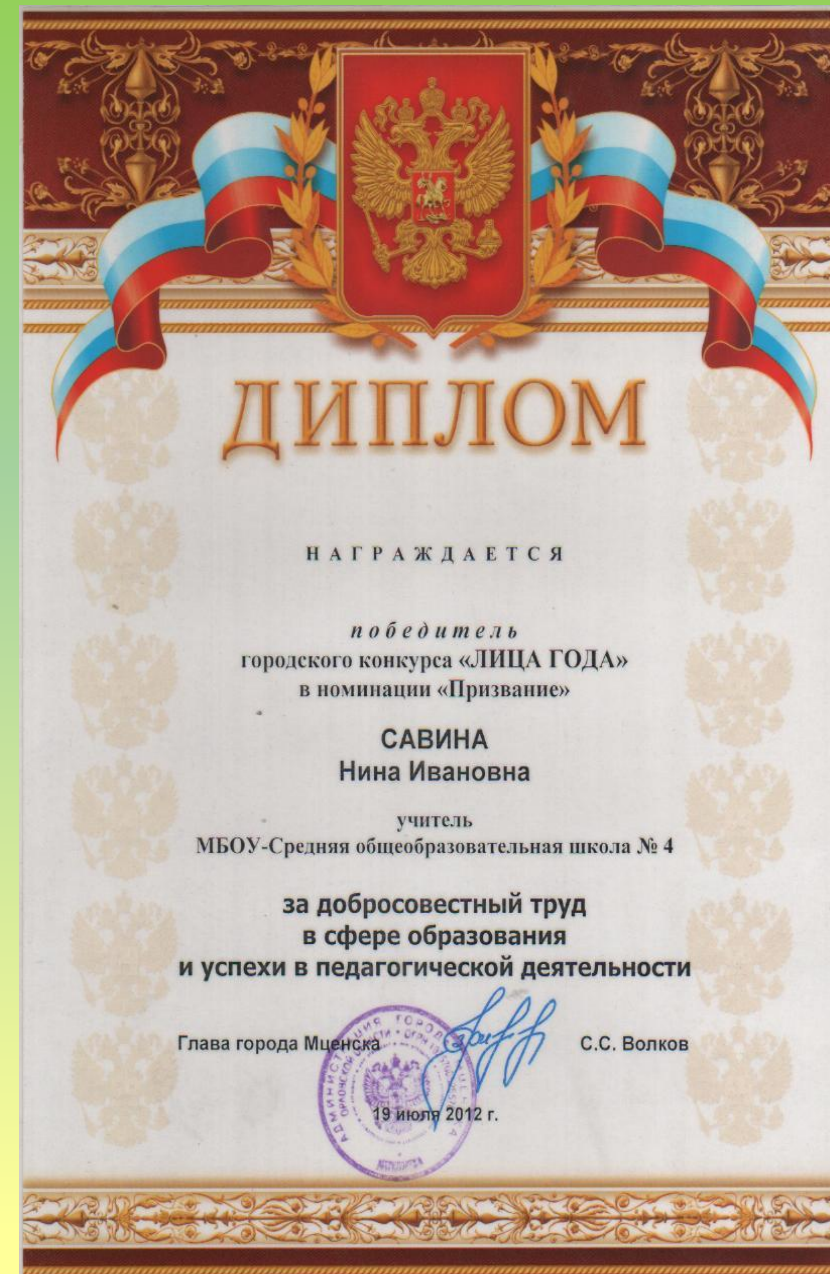 ДИПЛОМ
НАГРАЖДАЕТСЯ
победитель
городского конкурса «ЛИЦА ГОДА»
в номинации «Призвание»
САВИНА
Нина Ивановна
учитель
МБОУ-Средняя общеобразовательная школа № 4
за добросовестный труд
в сфере образования
и успехи в педагогической деятельности
Глава города Мценска С.С. Волков
19 июля 2012 г.